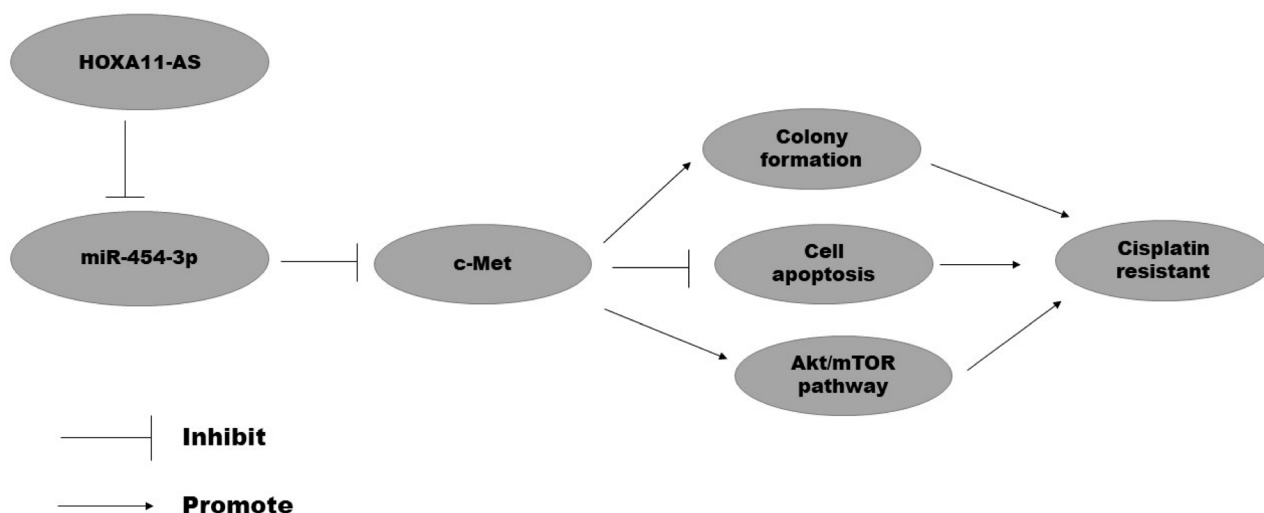 HOXA11-AS
miR-454-3p
c-Met
Colony
formation
Cell
apoptosis
Akt/mTOR
pathway
Cisplatin
resistant
Inhibit
Promote